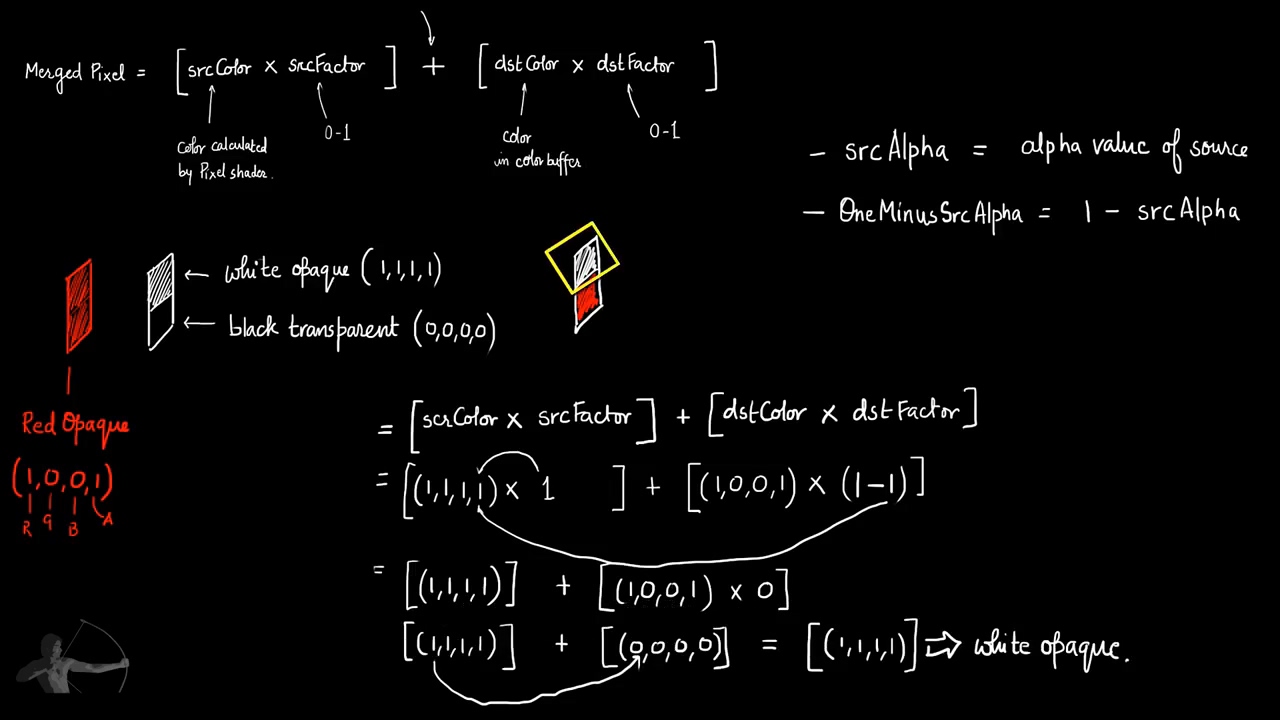 Merged Pixel = [srcColor × srcFactor] + [dstColor × dstFactor]
Color calculated
by Pixel shader.
0-1
color
in color buffer
0-1
- srcAlpha = alpha value of source
- OneMinusSrcAlpha = 1 - srcAlpha
← white opaque (1,1,1,1)
← black transparent (0,0,0,0)
Red Opaque
(1,0,0,1)
R G B A
= [scrColor × srcFactor] + [dstColor × dstFactor]
= [(1,1,1,1) × 1 ] + [(1,0,0,1) × (1-1)]
= [(1,1,1,1)] + [(1,0,0,1) × 0]
[(1,1,1,1)] + [(0,0,0,0)] = [(1,1,1,1)] ⇒ white opaque.